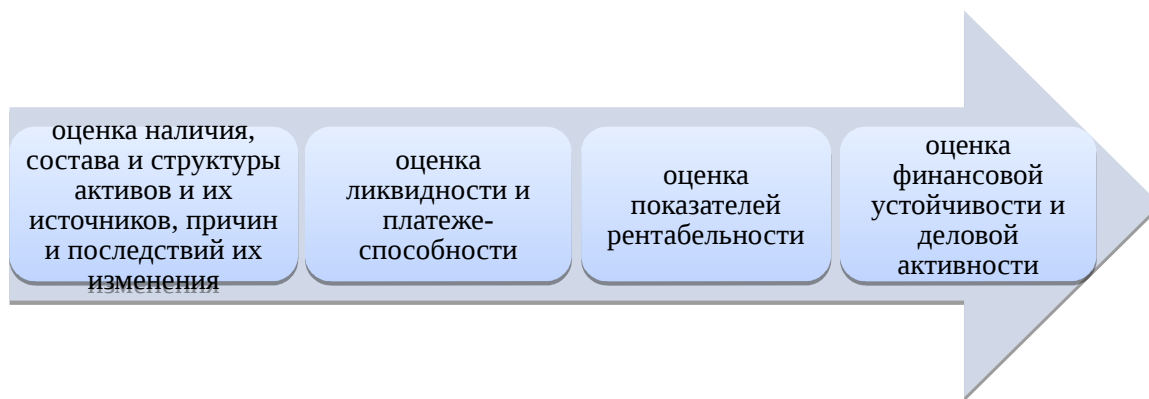 оценка наличия,
состава и структуры
активов и их
источников, причин
и последствий их
изменения
оценка
ликвидности и
платеже-
способности
оценка
показателей
рентабельности
оценка
финансовой
устойчивости и
деловой
активности